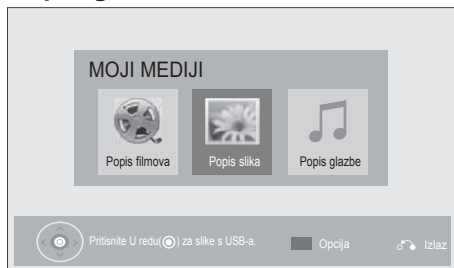 MOJI MEDIJI
Popis filmova
Popis slika
Popis glazbe
Pritisnite U redu(◉) za slike s USB-a.
Opcija
Izlaz